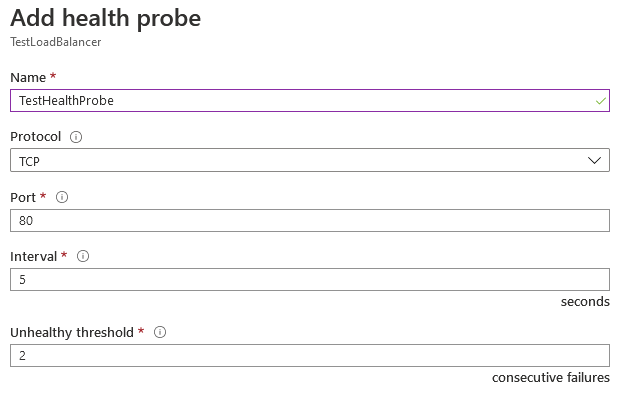 Add health probe
TestLoadBalancer
Name *
TestHealthProbe
Protocol
TCP
Port *
80
Interval *
5
seconds
Unhealthy threshold *
2
consecutive failures